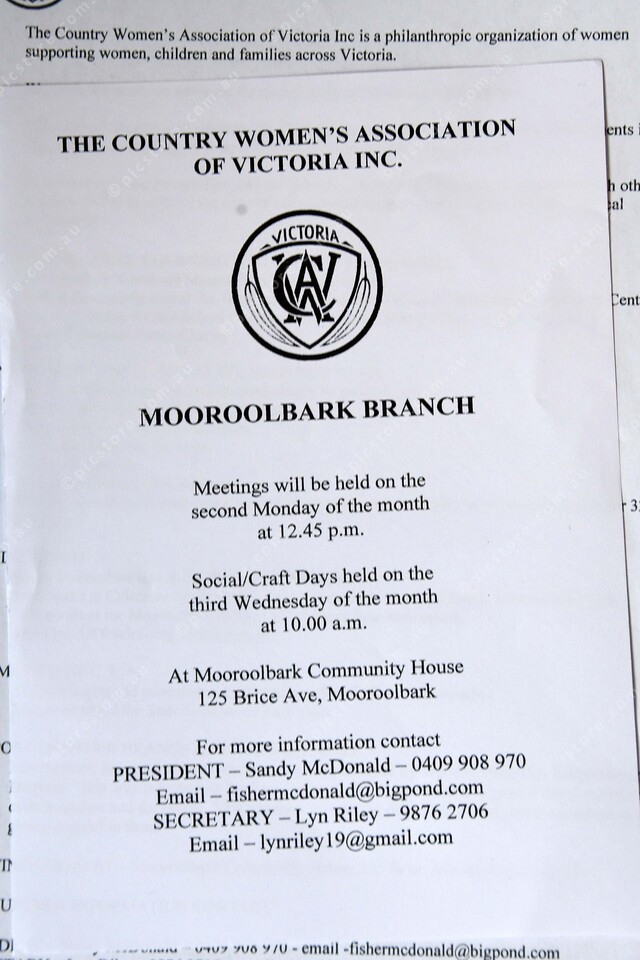 The Country Women's Association of Victoria Inc is a philanthropic organization of women
supporting women, children and families across Victoria.
THE COUNTRY WOMEN'S ASSOCIATION
OF VICTORIA INC.
VICTORIA
CWA
MOOROOLBARK BRANCH
Meetings will be held on the
second Monday of the month
at 12.45 p.m.
Social/Craft Days held on the
third Wednesday of the month
at 10.00 a.m.
At Mooroolbark Community House
125 Brice Ave, Mooroolbark
For more information contact
PRESIDENT – Sandy McDonald – 0409 908 970
Email – fishermcdonald@bigpond.com
SECRETARY – Lyn Riley – 9876 2706
Email – lynriley19@gmail.com
0409 908 970 - email -fishermcdonald@bigpond.com